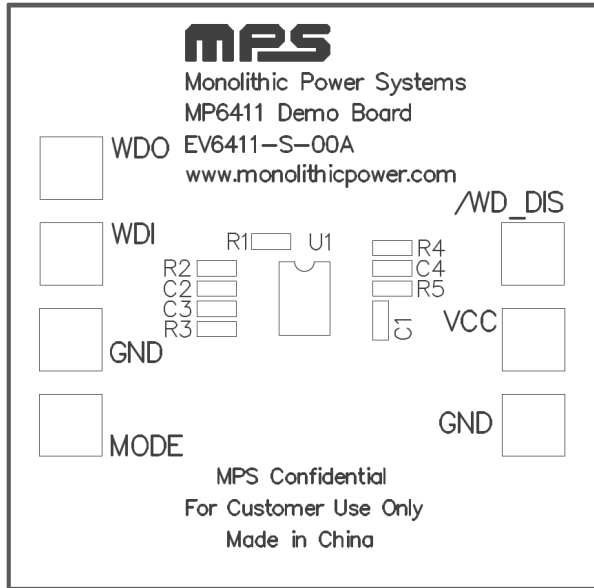 MPS
Monolithic Power Systems
MP6411 Demo Board
WDO EV6411-S-00A
www.monolithicpower.com
/WD_DIS
WDI
R1 U1
R4
R2
C4
C2
R5
C3
R3
C1
VCC
GND
GND
MODE
MPS Confidential
For Customer Use Only
Made in China